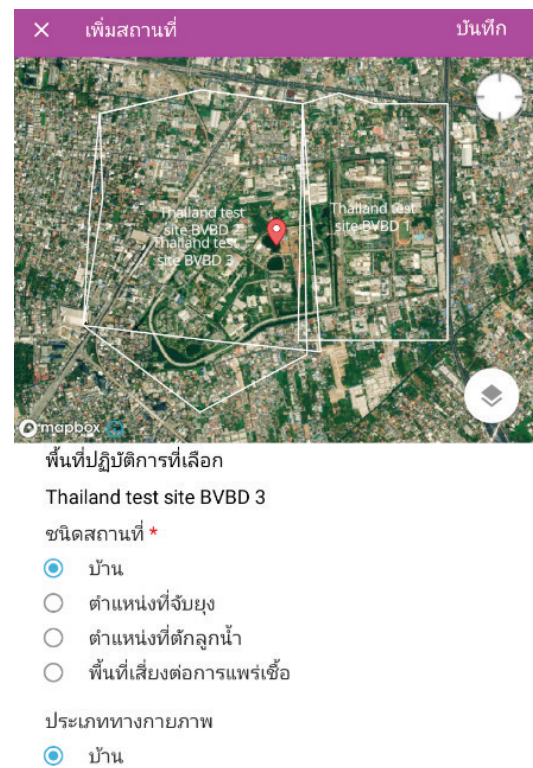 × เพิ่มสถานที่ บันทึก
Thailand test
site BVBD 2
Thailand test
site BVBD 3
Thailand test
site BVBD 1
mapbox
พื้นที่ปฏิบัติการที่เลือก
Thailand test site BVBD 3
ชนิดสถานที่ *
บ้าน
ตำแหน่งที่จับยุง
ตำแหน่งที่ตักลูกน้ำ
พื้นที่เสี่ยงต่อการแพร่เชื้อ
ประเภททางกายภาพ
บ้าน